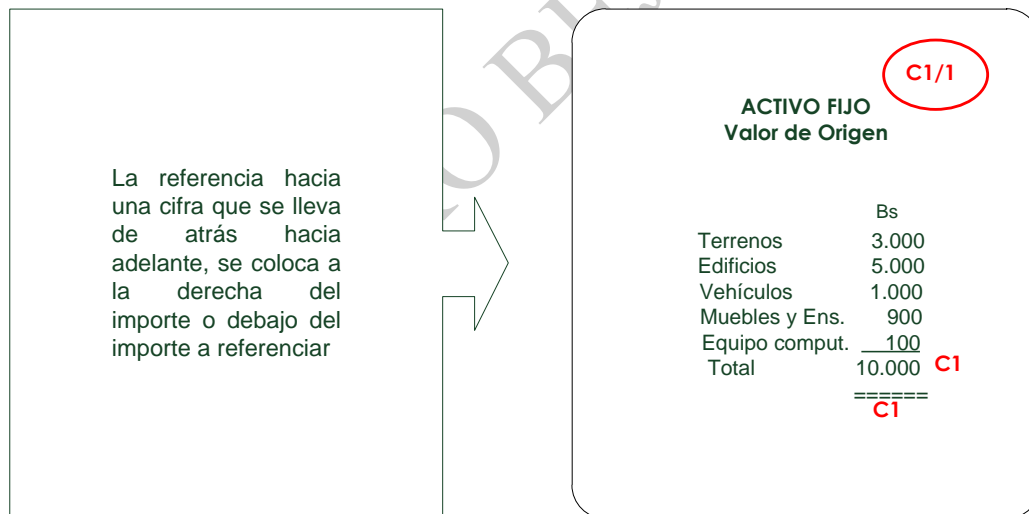 La referencia hacia
una cifra que se lleva
de atrás hacia
adelante, se coloca a
la derecha del
importe o debajo del
importe a referenciar
C1/1
ACTIVO FIJO
Valor de Origen
Bs
Terrenos 3.000
Edificios 5.000
Vehículos 1.000
Muebles y Ens. 900
Equipo comput. 100
Total 10.000 C1
======
C1